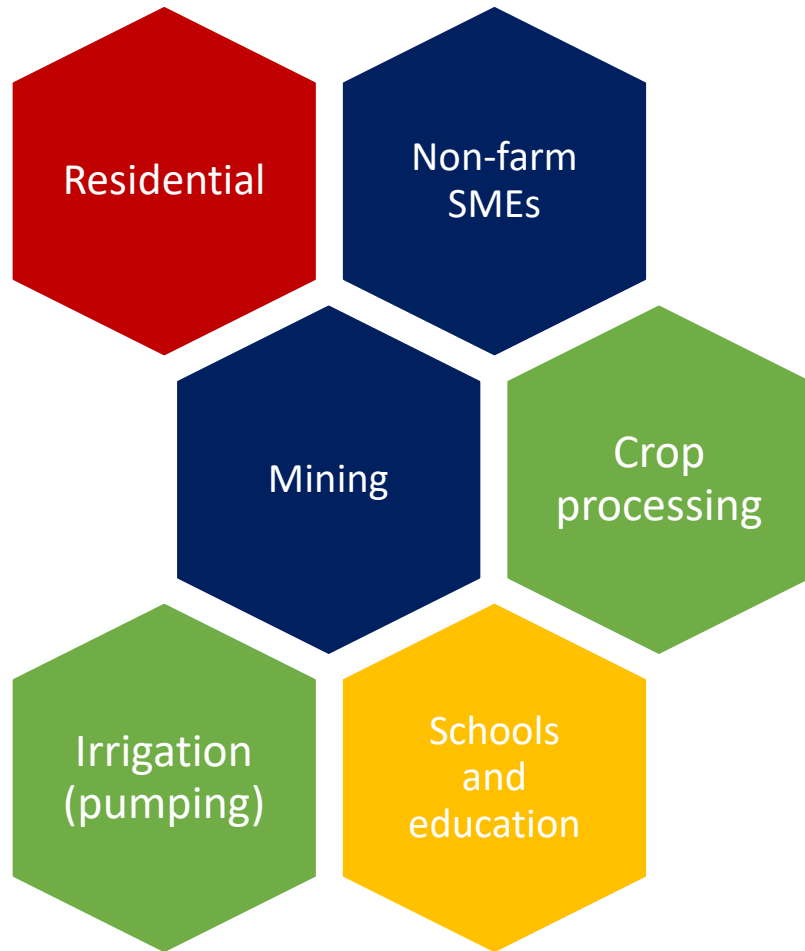 Residential
Non-farm
SMEs
Mining
Crop
processing
Irrigation
(pumping)
Schools
and
education